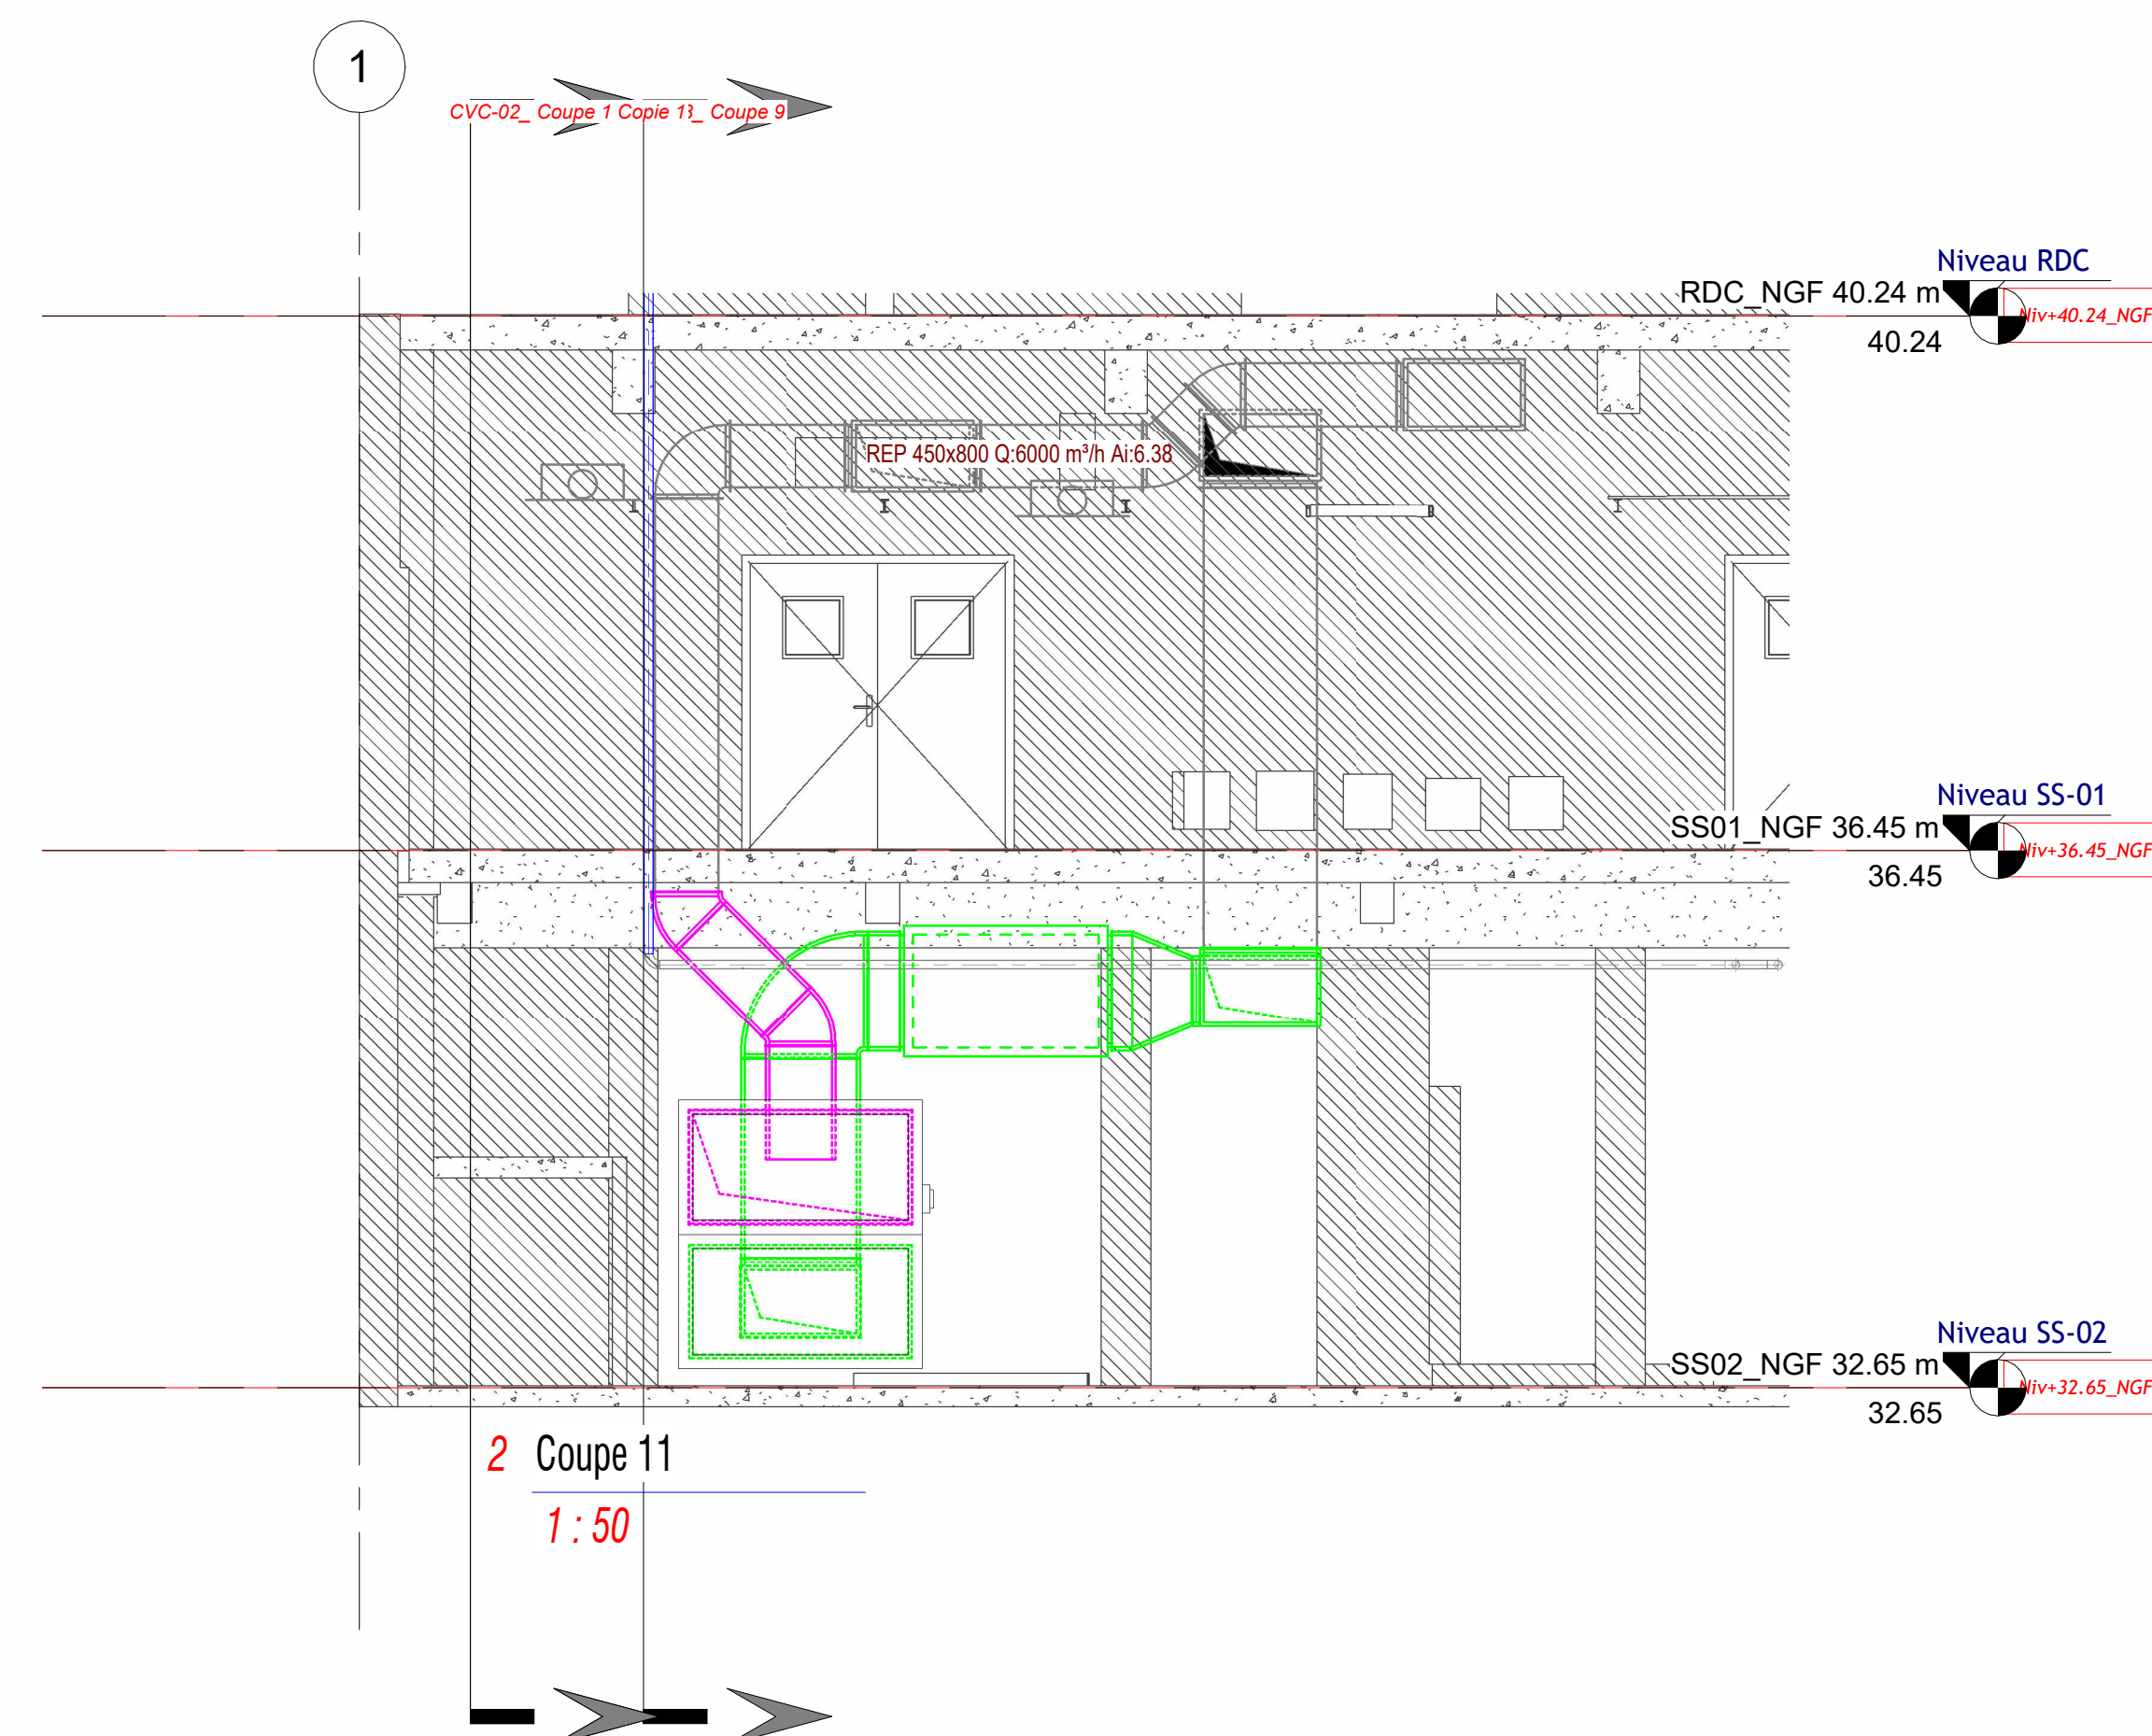 1
CVC-02_ Coupe 1 Copie 1
3_ Coupe 9
Niveau RDC
RDC_NGF 40.24 m
Niv+40.24_NGF
40.24
REP 450x800 Q:6000 m³/h Ai:6.38
Niveau SS-01
SS01_NGF 36.45 m
Niv+36.45_NGF
36.45
Niveau SS-02
SS02_NGF 32.65 m
Niv+32.65_NGF
32.65
2 Coupe 11
1 : 50